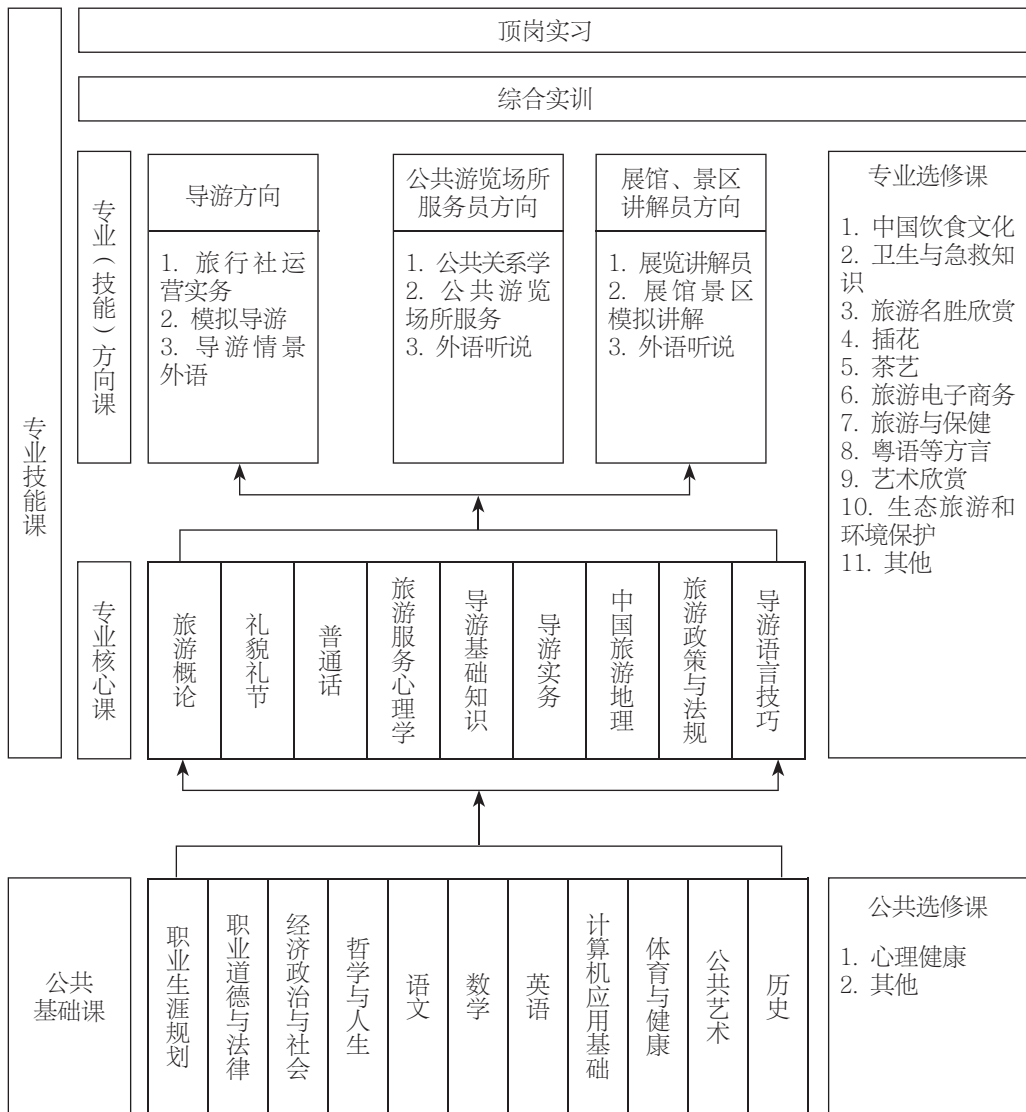 顶岗实习
综合实训
专业技能课
专业（技能）方向课
导游方向
1. 旅行社运
营实务
2. 模拟导游
3. 导游情景
外语
公共游览场所
服务员方向
1. 公共关系学
2. 公共游览
场所服务
3. 外语听说
展馆、景区
讲解员方向
1. 展览讲解员
2. 展馆景区
模拟讲解
3. 外语听说
专业选修课
1. 中国饮食文化
2. 卫生与急救知
识
3. 旅游名胜欣赏
4. 插花
5. 茶艺
6. 旅游电子商务
7. 旅游与保健
8. 粤语等方言
9. 艺术欣赏
10. 生态旅游和
环境保护
11. 其他
专业核心课
旅游概论
礼貌礼节
普通话
旅游服务心理学
导游基础知识
导游实务
中国旅游地理
旅游政策与法规
导游语言技巧
公共
基础课
职业生涯规划
职业道德与法律
经济政治与社会
哲学与人生
语文
数学
英语
计算机应用基础
体育与健康
公共艺术
历史
公共选修课
1. 心理健康
2. 其他